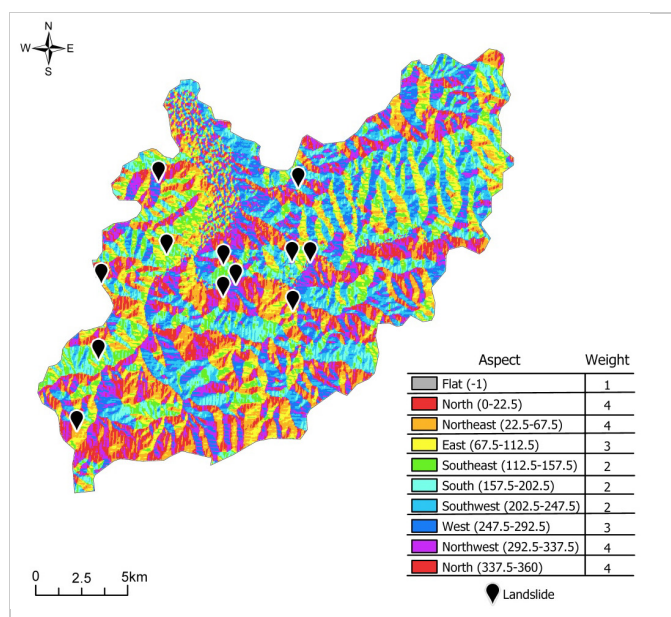 N
W E
S
Aspect Weight
Flat (-1) 1
North (0-22.5) 4
Northeast (22.5-67.5) 4
East (67.5-112.5) 3
Southeast (112.5-157.5) 2
South (157.5-202.5) 2
Southwest (202.5-247.5) 2
West (247.5-292.5) 3
Northwest (292.5-337.5) 4
North (337.5-360) 4
Landslide
0 2.5 5km